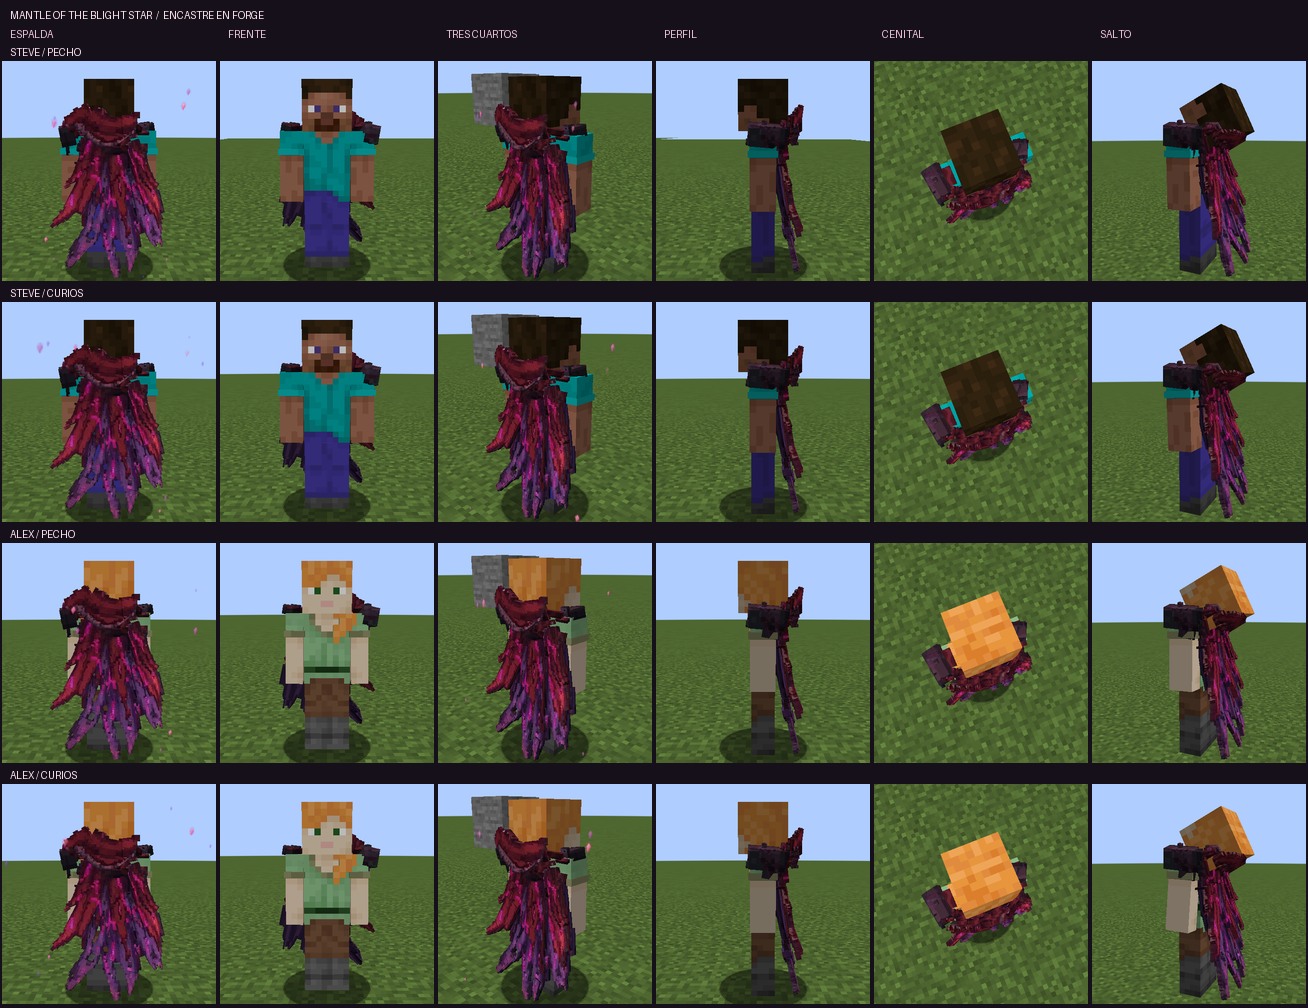 MANTLE OF THE BLIGHT STAR / ENCASTRE EN FORGE
ESPALDA FRENTE TRES CUARTOS PERFIL CENITAL SALTO
STEVE / PECHO
STEVE / CURIOS
ALEX / PECHO
ALEX / CURIOS